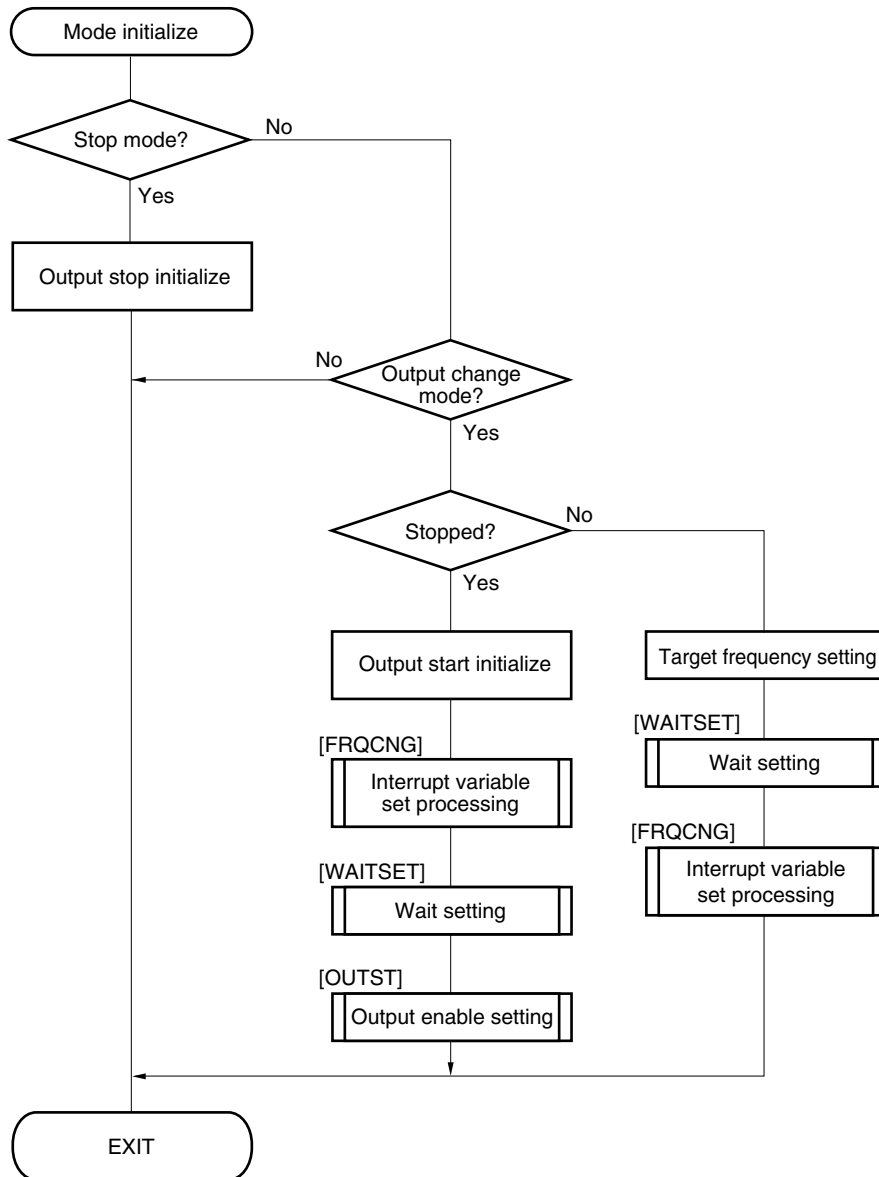 Mode initialize
Stop mode?
No
Yes
Output stop initialize
No
Output change
mode?
Yes
Stopped?
No
Yes
Output start initialize
[FRQCNG]
Interrupt variable
set processing
[WAITSET]
Wait setting
[OUTST]
Output enable setting
Target frequency setting
[WAITSET]
Wait setting
[FRQCNG]
Interrupt variable
set processing
EXIT